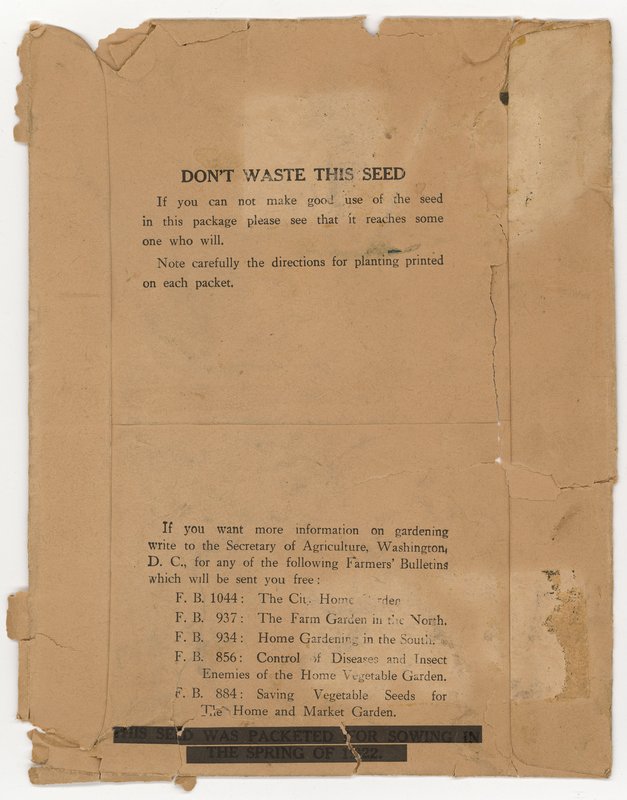 DON'T WASTE THIS SEED
If you can not make good use of the seed
in this package please see that it reaches some
one who will.
Note carefully the directions for planting printed
on each packet.
If you want more information on gardening
write to the Secretary of Agriculture, Washington,
D. C., for any of the following Farmers' Bulletins
which will be sent you free:
F. B. 1044: The City Home Garden
F. B. 937: The Farm Garden in the North.
F. B. 934: Home Gardening in the South.
F. B. 856: Control of Diseases and Insect
Enemies of the Home Vegetable Garden.
F. B. 884: Saving Vegetable Seeds for
The Home and Market Garden.
THIS SEED WAS PACKETED FOR SOWING IN
THE SPRING OF 1922.